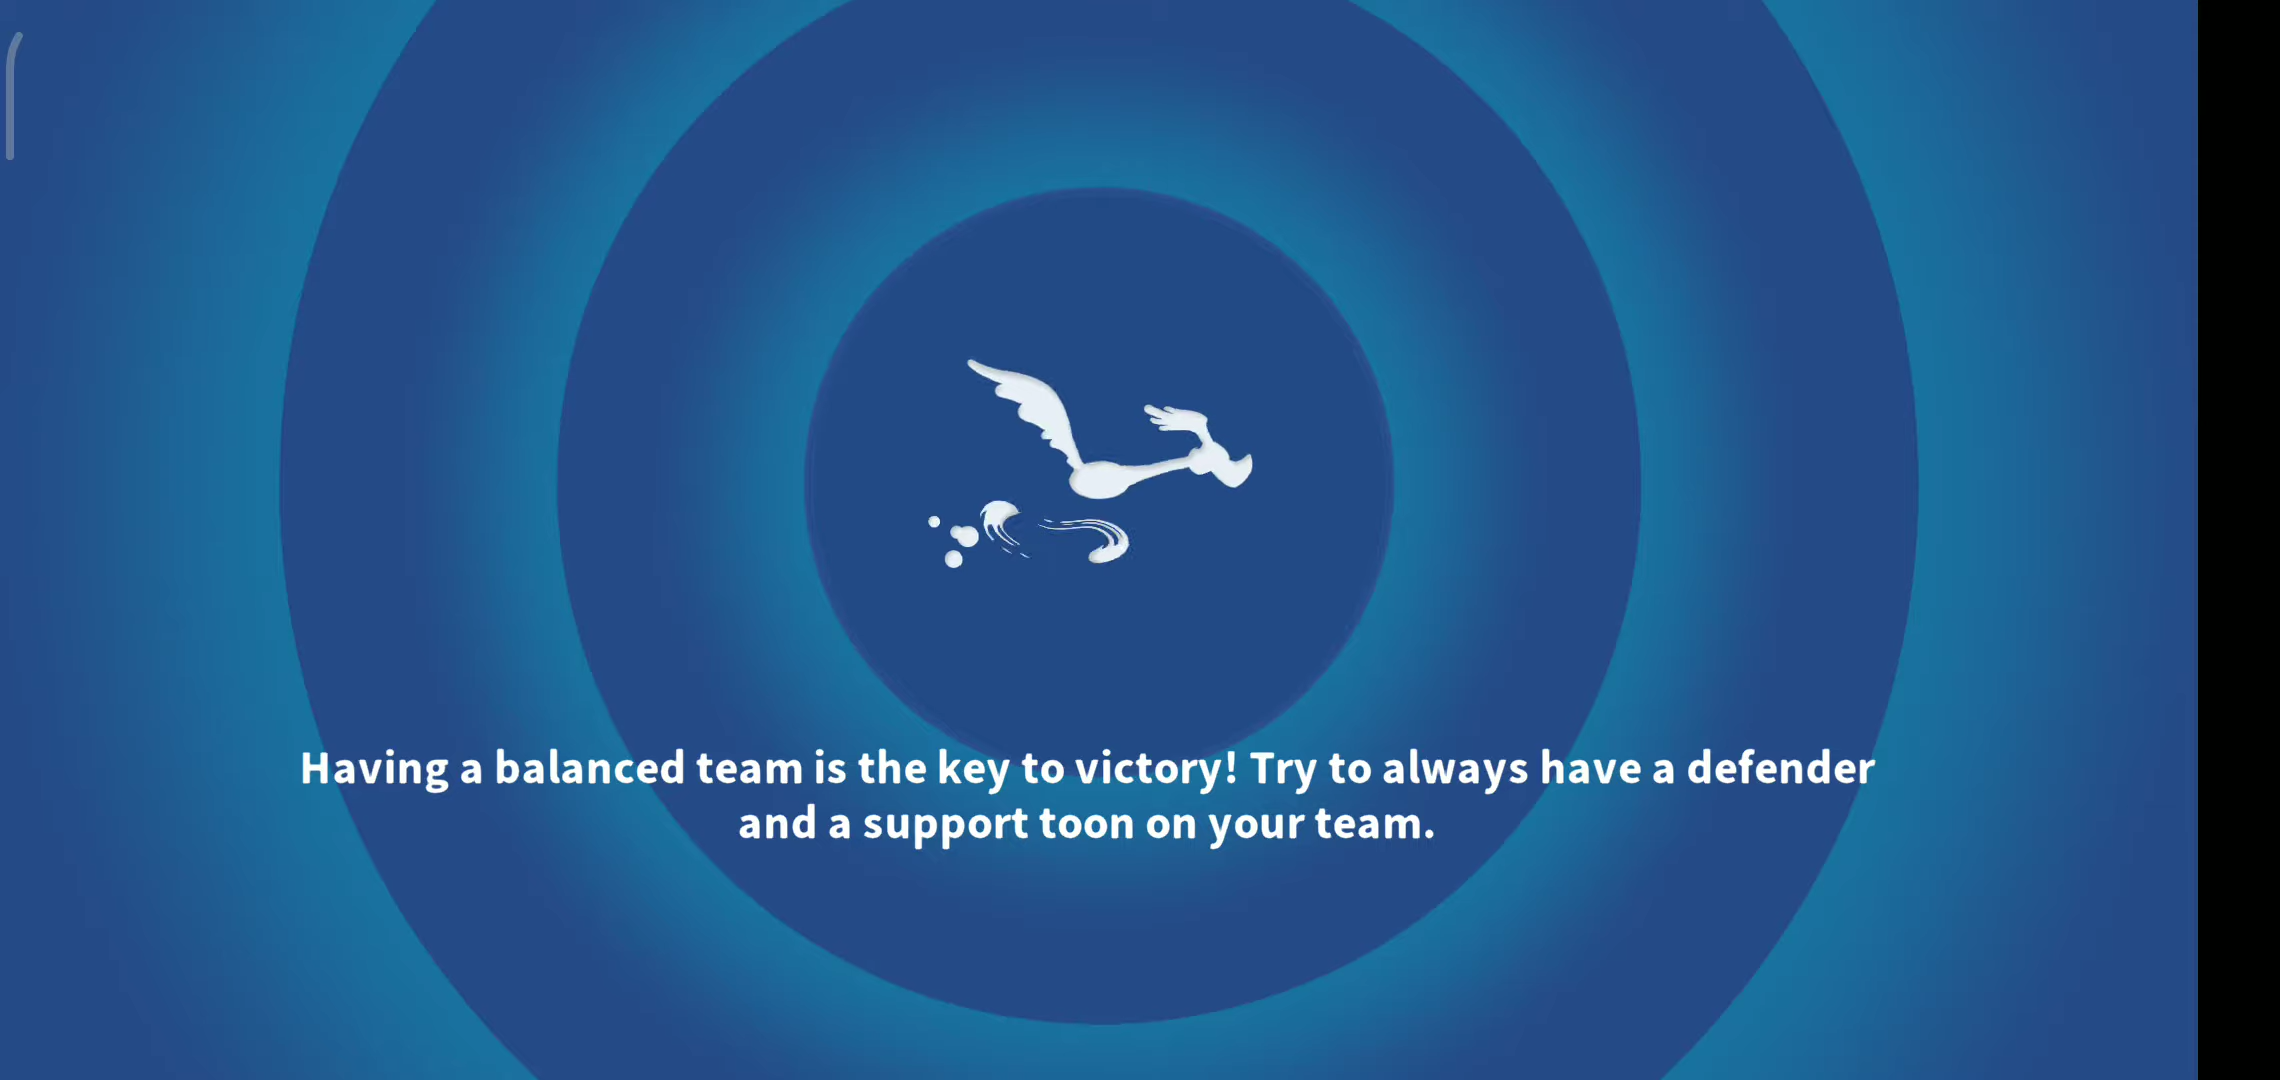 Having a balanced team is the key to victory! Try to always have a defender
and a support toon on your team.